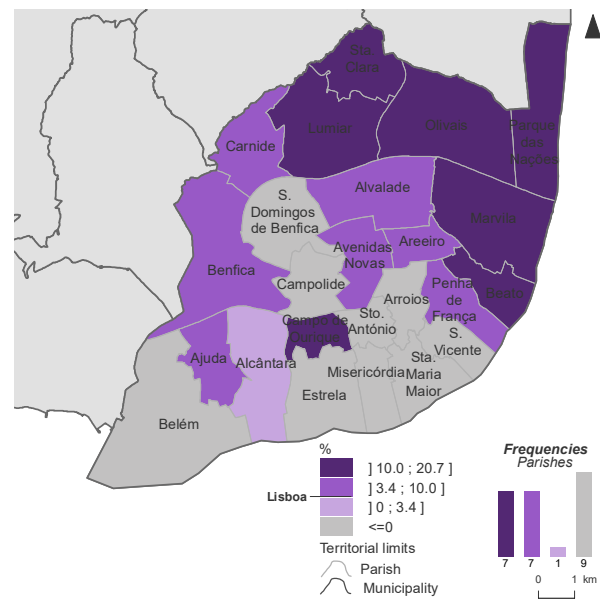 Sta.
Clara
Lumiar
Olivais
Parque
das
Nações
Carnide
Alvalade
S.
Domingos
de Benfica
Marvila
Avenidas
Novas
Areeiro
Benfica
Campolide
Arroios
Penha
de
França
Beato
Campo de
Ourique
Sto.
António
S.
Vicente
Ajuda
Alcântara
Misericórdia
Sta.
Maria
Maior
Estrela
Belém
%
] 10.0 ; 20.7 ]
] 3.4 ; 10.0 ]
Lisboa
] 0 ; 3.4 ]
<=0
Territorial limits
Parish
Municipality
Frequencies
Parishes
7 7 1 9
0 1 km